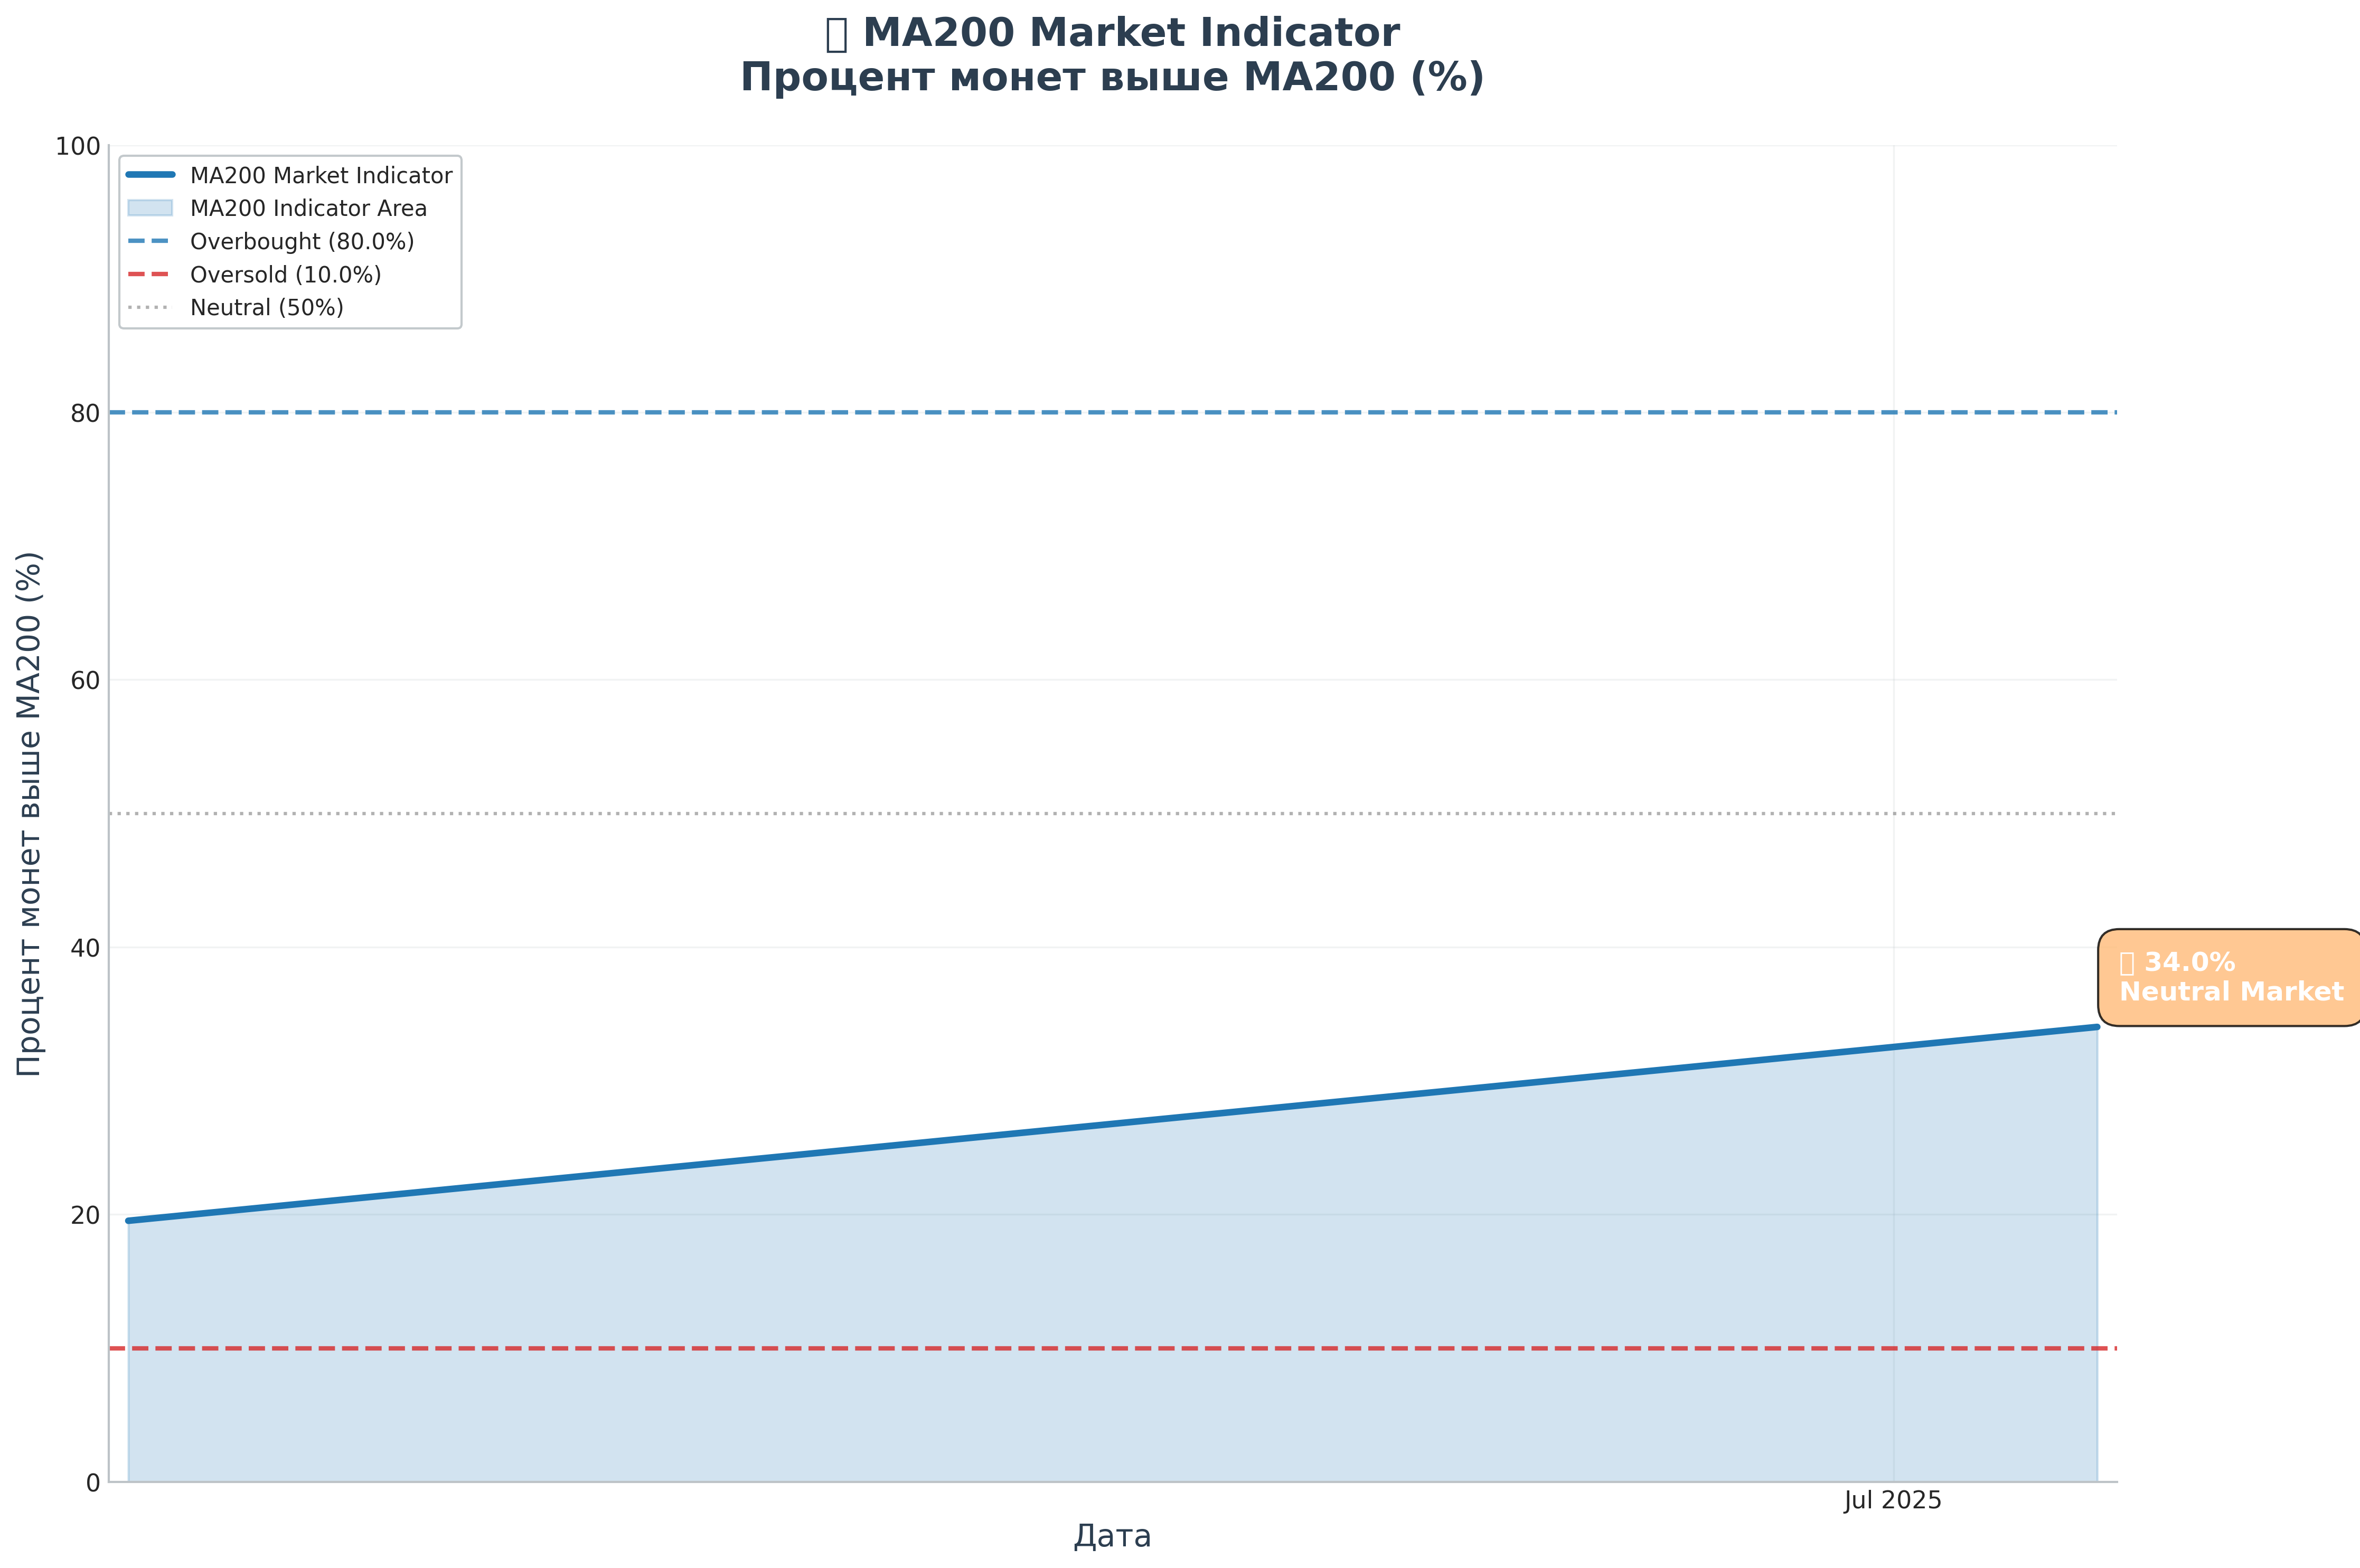 MA200 Market Indicator
Процент монет выше MA200 (%)
100
80
60
40
20
0
MA200 Market Indicator
MA200 Indicator Area
Overbought (80.0%)
Oversold (10.0%)
Neutral (50%)
Процент монет выше MA200 (%)
34.0%
Neutral Market
Jul 2025
Дата